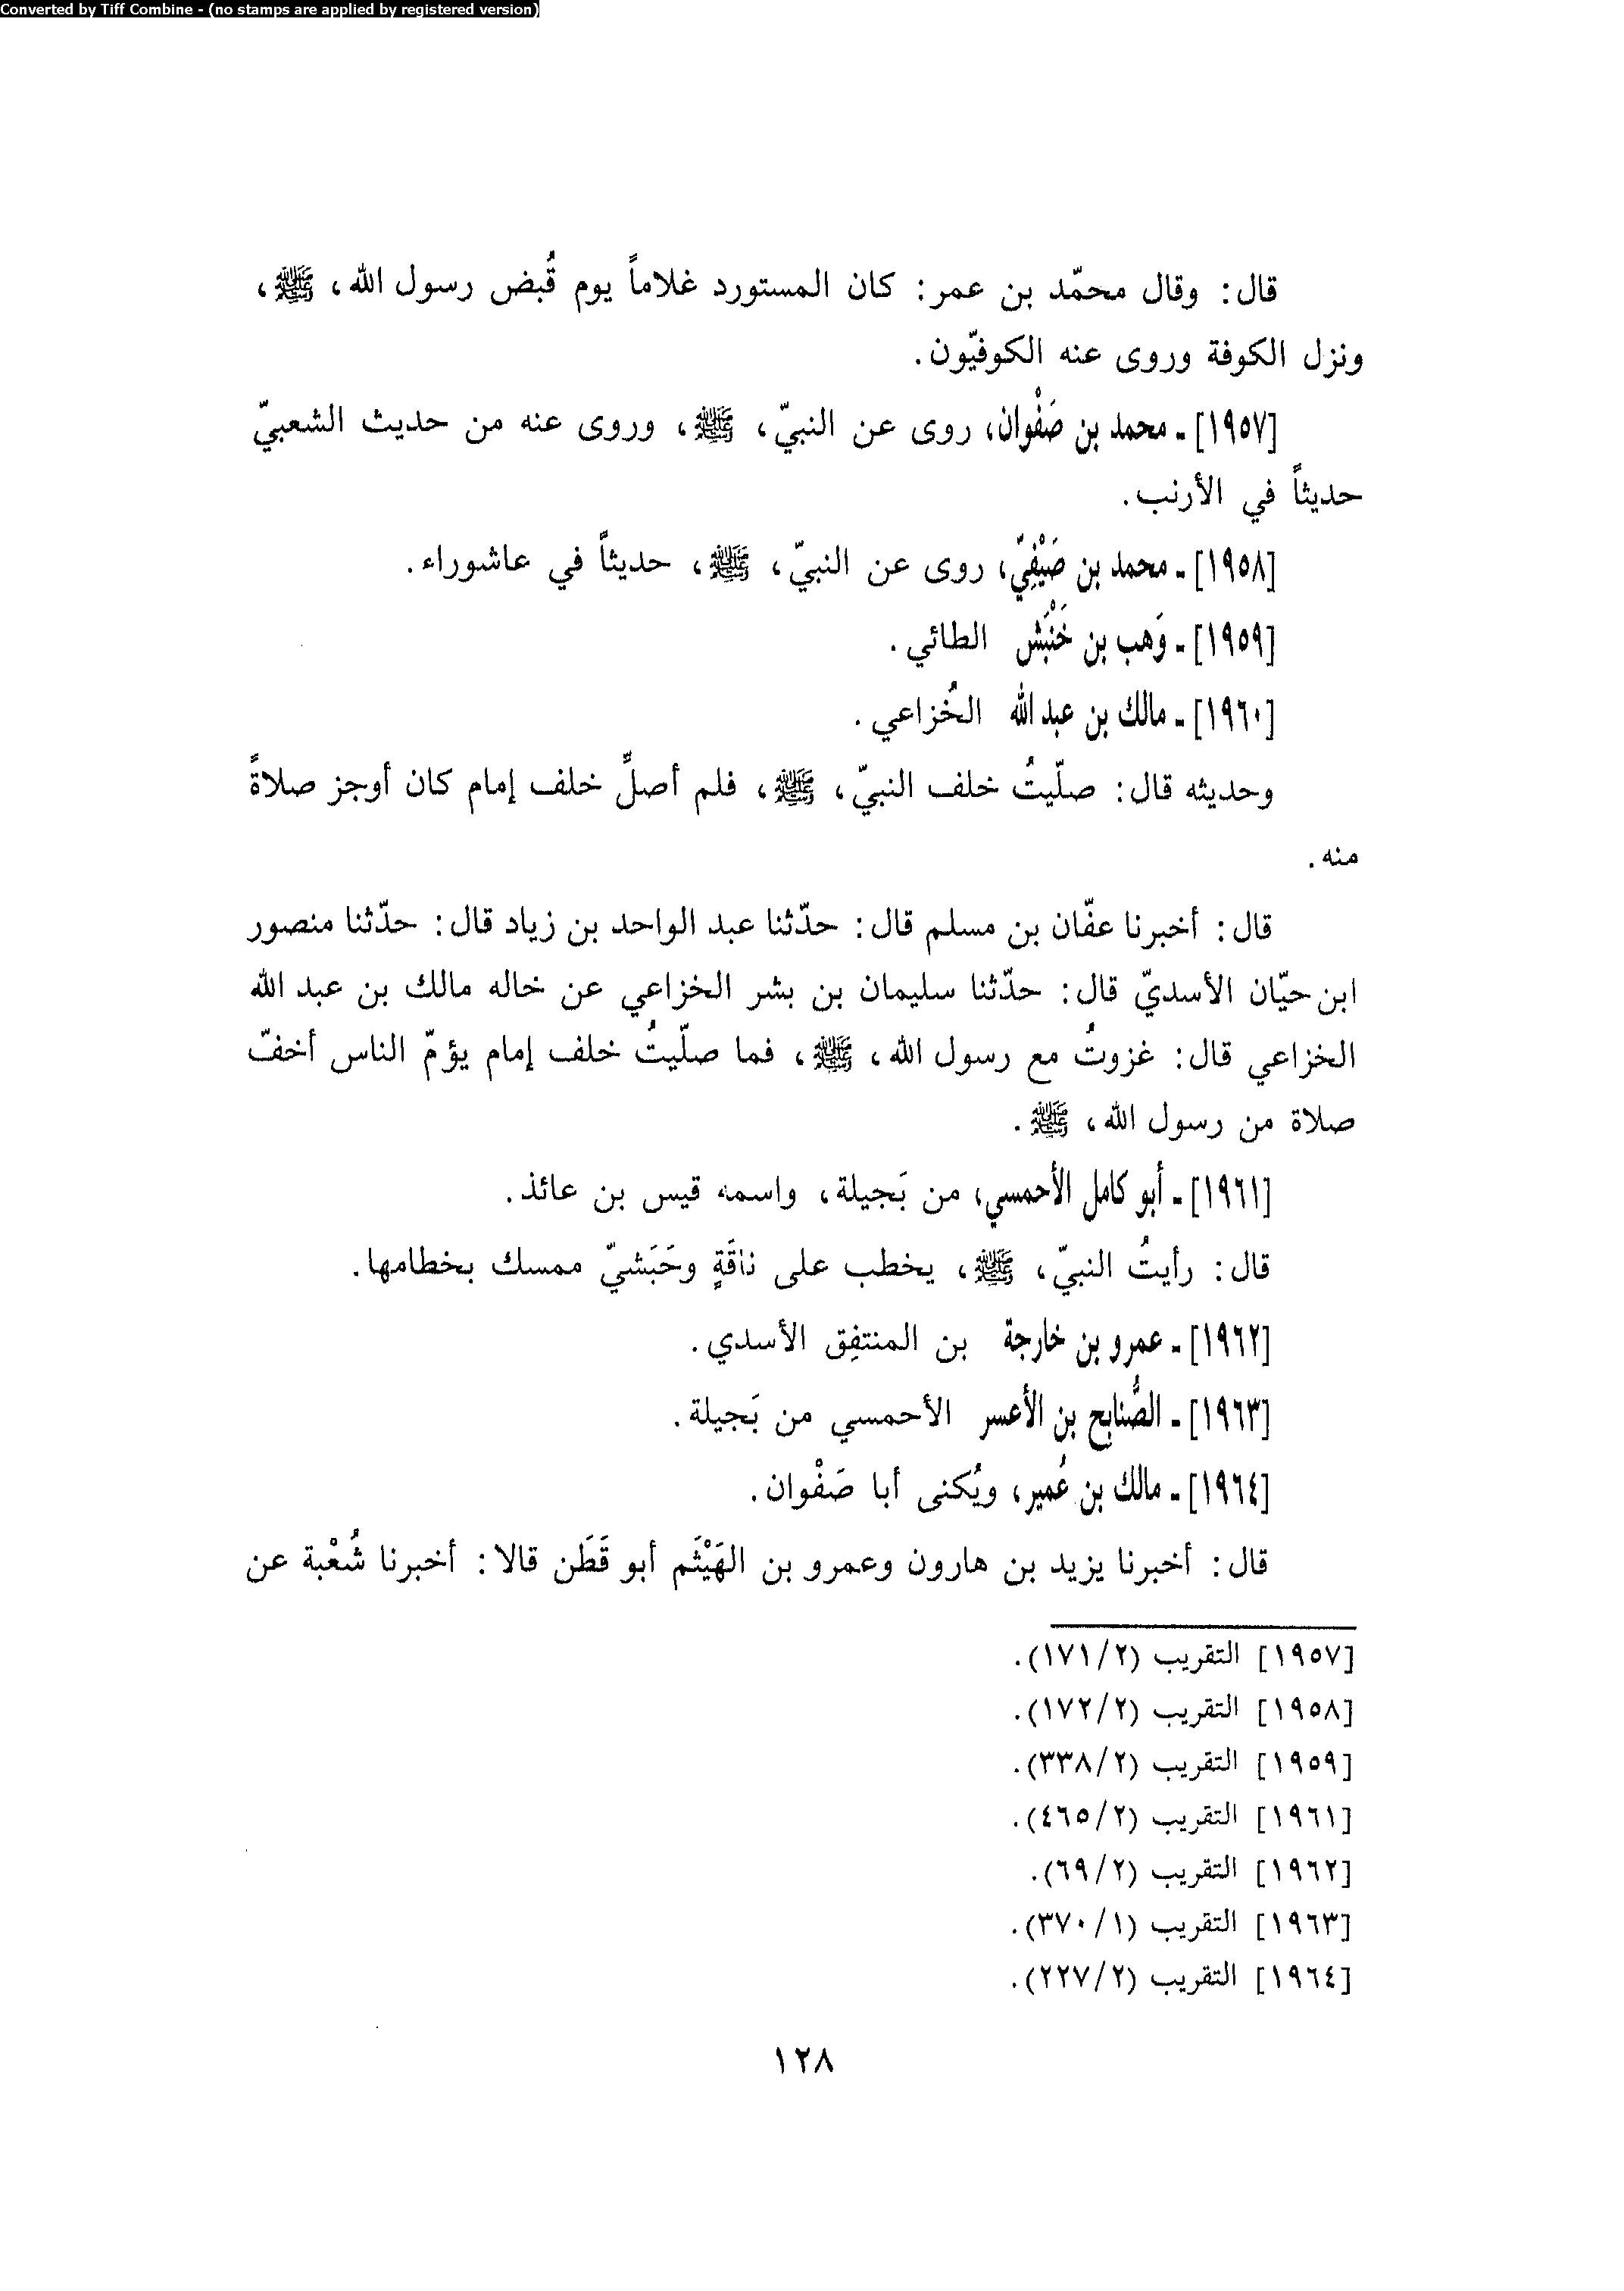 Converted by Tiff Combine - (no stamps are applied by registered version)
قال: وقال محمّد بن عمر: كان المستورد غلاماً يوم قُبض رسول الله، ﷺ،
ونزل الكوفة وروى عنه الكوفيّون.
[١٩٥٧] - محمد بن صَفْوان، روى عن النبيّ، ﷺ، وروى عنه من حديث الشعبيّ
حديثاً في الأرنب.
[١٩٥٨] - محمد بن صَيْفِيّ، روى عن النبيّ، ﷺ، حديثاً في عاشوراء.
[١٩٥٩] - وَهب بن خَنْبَش الطائي.
[١٩٦٠] - مالك بن عبد الله الخُزاعي.
وحديثه قال: صلّيتُ خلف النبيّ، ﷺ، فلم أصلِّ خلف إمام كان أوجز صلاةً
منه.
قال: أخبرنا عفّان بن مسلم قال: حدّثنا عبد الواحد بن زياد قال: حدّثنا منصور
ابن حيّان الأسديّ قال: حدّثنا سليمان بن بشر الخزاعي عن خاله مالك بن عبد الله
الخزاعي قال: غزوتُ مع رسول الله، ﷺ، فما صلّيتُ خلف إمام يؤمّ الناس أخفّ
صلاة من رسول الله، ﷺ.
[١٩٦١] - أبو كامل الأحمسي، من بَجيلة، واسمه قيس بن عائذ.
قال: رأيتُ النبيّ، ﷺ، يخطب على ناقَةٍ وحَبَشيّ ممسك بخطامها.
[١٩٦٢] - عمرو بن خارجة بن المنتفِق الأسدي.
[١٩٦٣] - الصُّنابح بن الأعسر الأحمسي من بَجيلة.
[١٩٦٤] - مالك بن عُمير، ويُكنى أبا صَفْوان.
قال: أخبرنا يزيد بن هارون وعمرو بن الهَيْثَم أبو قَطَن قالا: أخبرنا شُعْبة عن
[١٩٥٧] التقريب (٢/١٧١).
[١٩٥٨] التقريب (٢/١٧٢).
[١٩٥٩] التقريب (٢/٣٣٨).
[١٩٦١] التقريب (٢/٤٦٥).
[١٩٦٢] التقريب (٢/٦٩).
[١٩٦٣] التقريب (١/٣٧٠).
[١٩٦٤] التقريب (٢/٢٢٧).
١٢٨